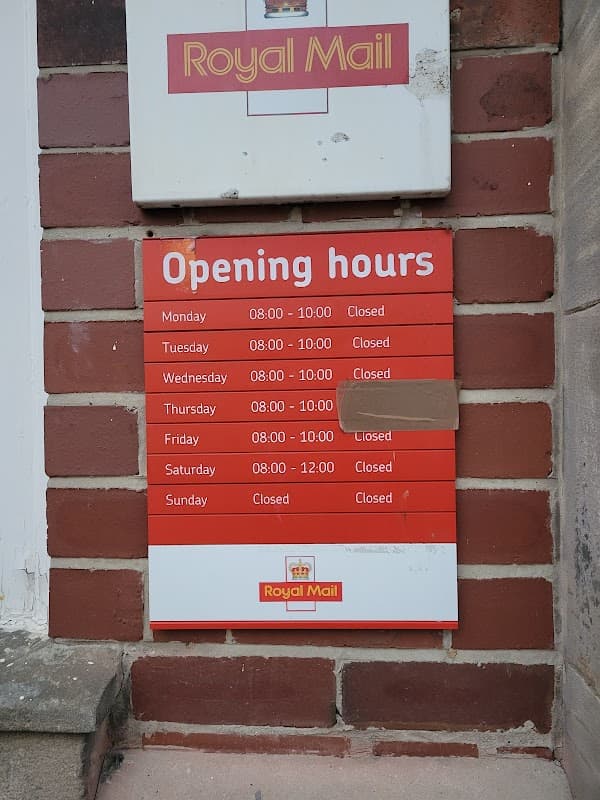 Royal Mail
Opening hours
Monday 08:00 - 10:00 Closed
Tuesday 08:00 - 10:00 Closed
Wednesday 08:00 - 10:00 Closed
Thursday 08:00 - 10:00
Friday 08:00 - 10:00 Closed
Saturday 08:00 - 12:00 Closed
Sunday Closed Closed
Royal Mail